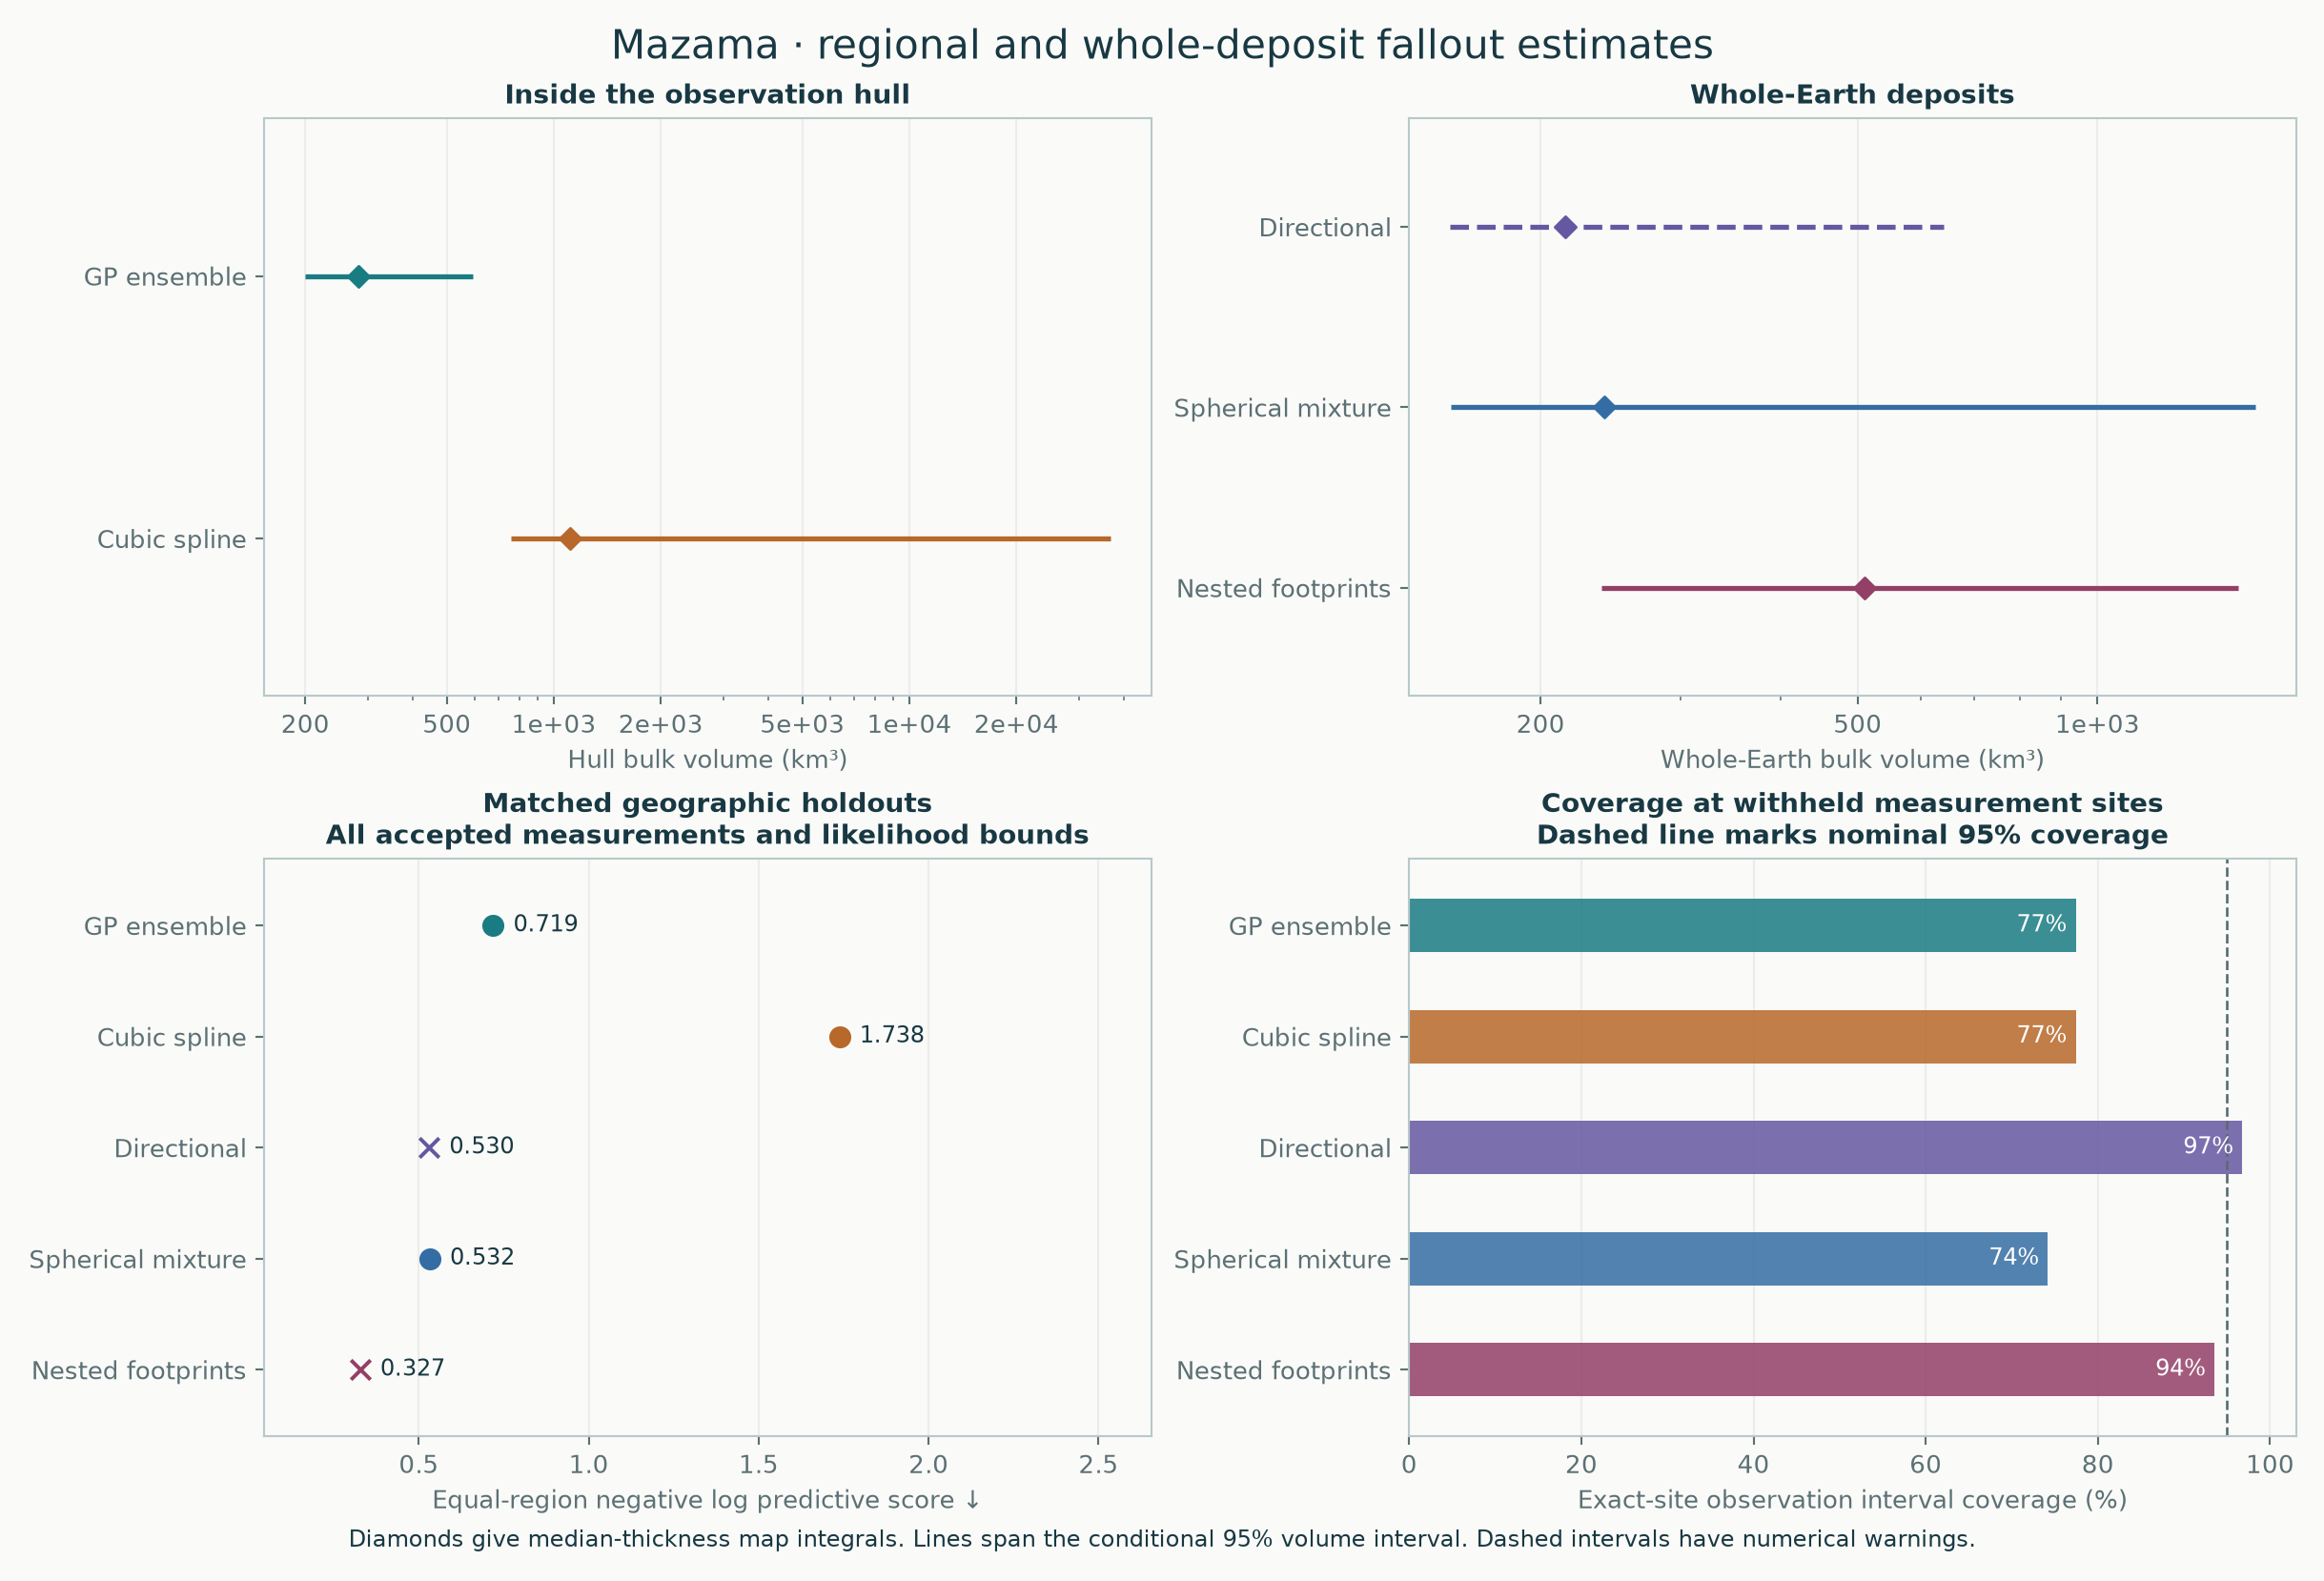 Mazama · regional and whole-deposit fallout estimates
Inside the observation hull
GP ensemble
Cubic spline
200 500 1e+03 2e+03 5e+03 1e+04 2e+04
Hull bulk volume (km³)
Whole-Earth deposits
Directional
Spherical mixture
Nested footprints
200 500 1e+03
Whole-Earth bulk volume (km³)
Matched geographic holdouts
All accepted measurements and likelihood bounds
GP ensemble 0.719
Cubic spline 1.738
Directional 0.530
Spherical mixture 0.532
Nested footprints 0.327
0.5 1.0 1.5 2.0 2.5
Equal-region negative log predictive score ↓
Coverage at withheld measurement sites
Dashed line marks nominal 95% coverage
GP ensemble 77%
Cubic spline 77%
Directional 97%
Spherical mixture 74%
Nested footprints 94%
0 20 40 60 80 100
Exact-site observation interval coverage (%)
Diamonds give median-thickness map integrals. Lines span the conditional 95% volume interval. Dashed intervals have numerical warnings.